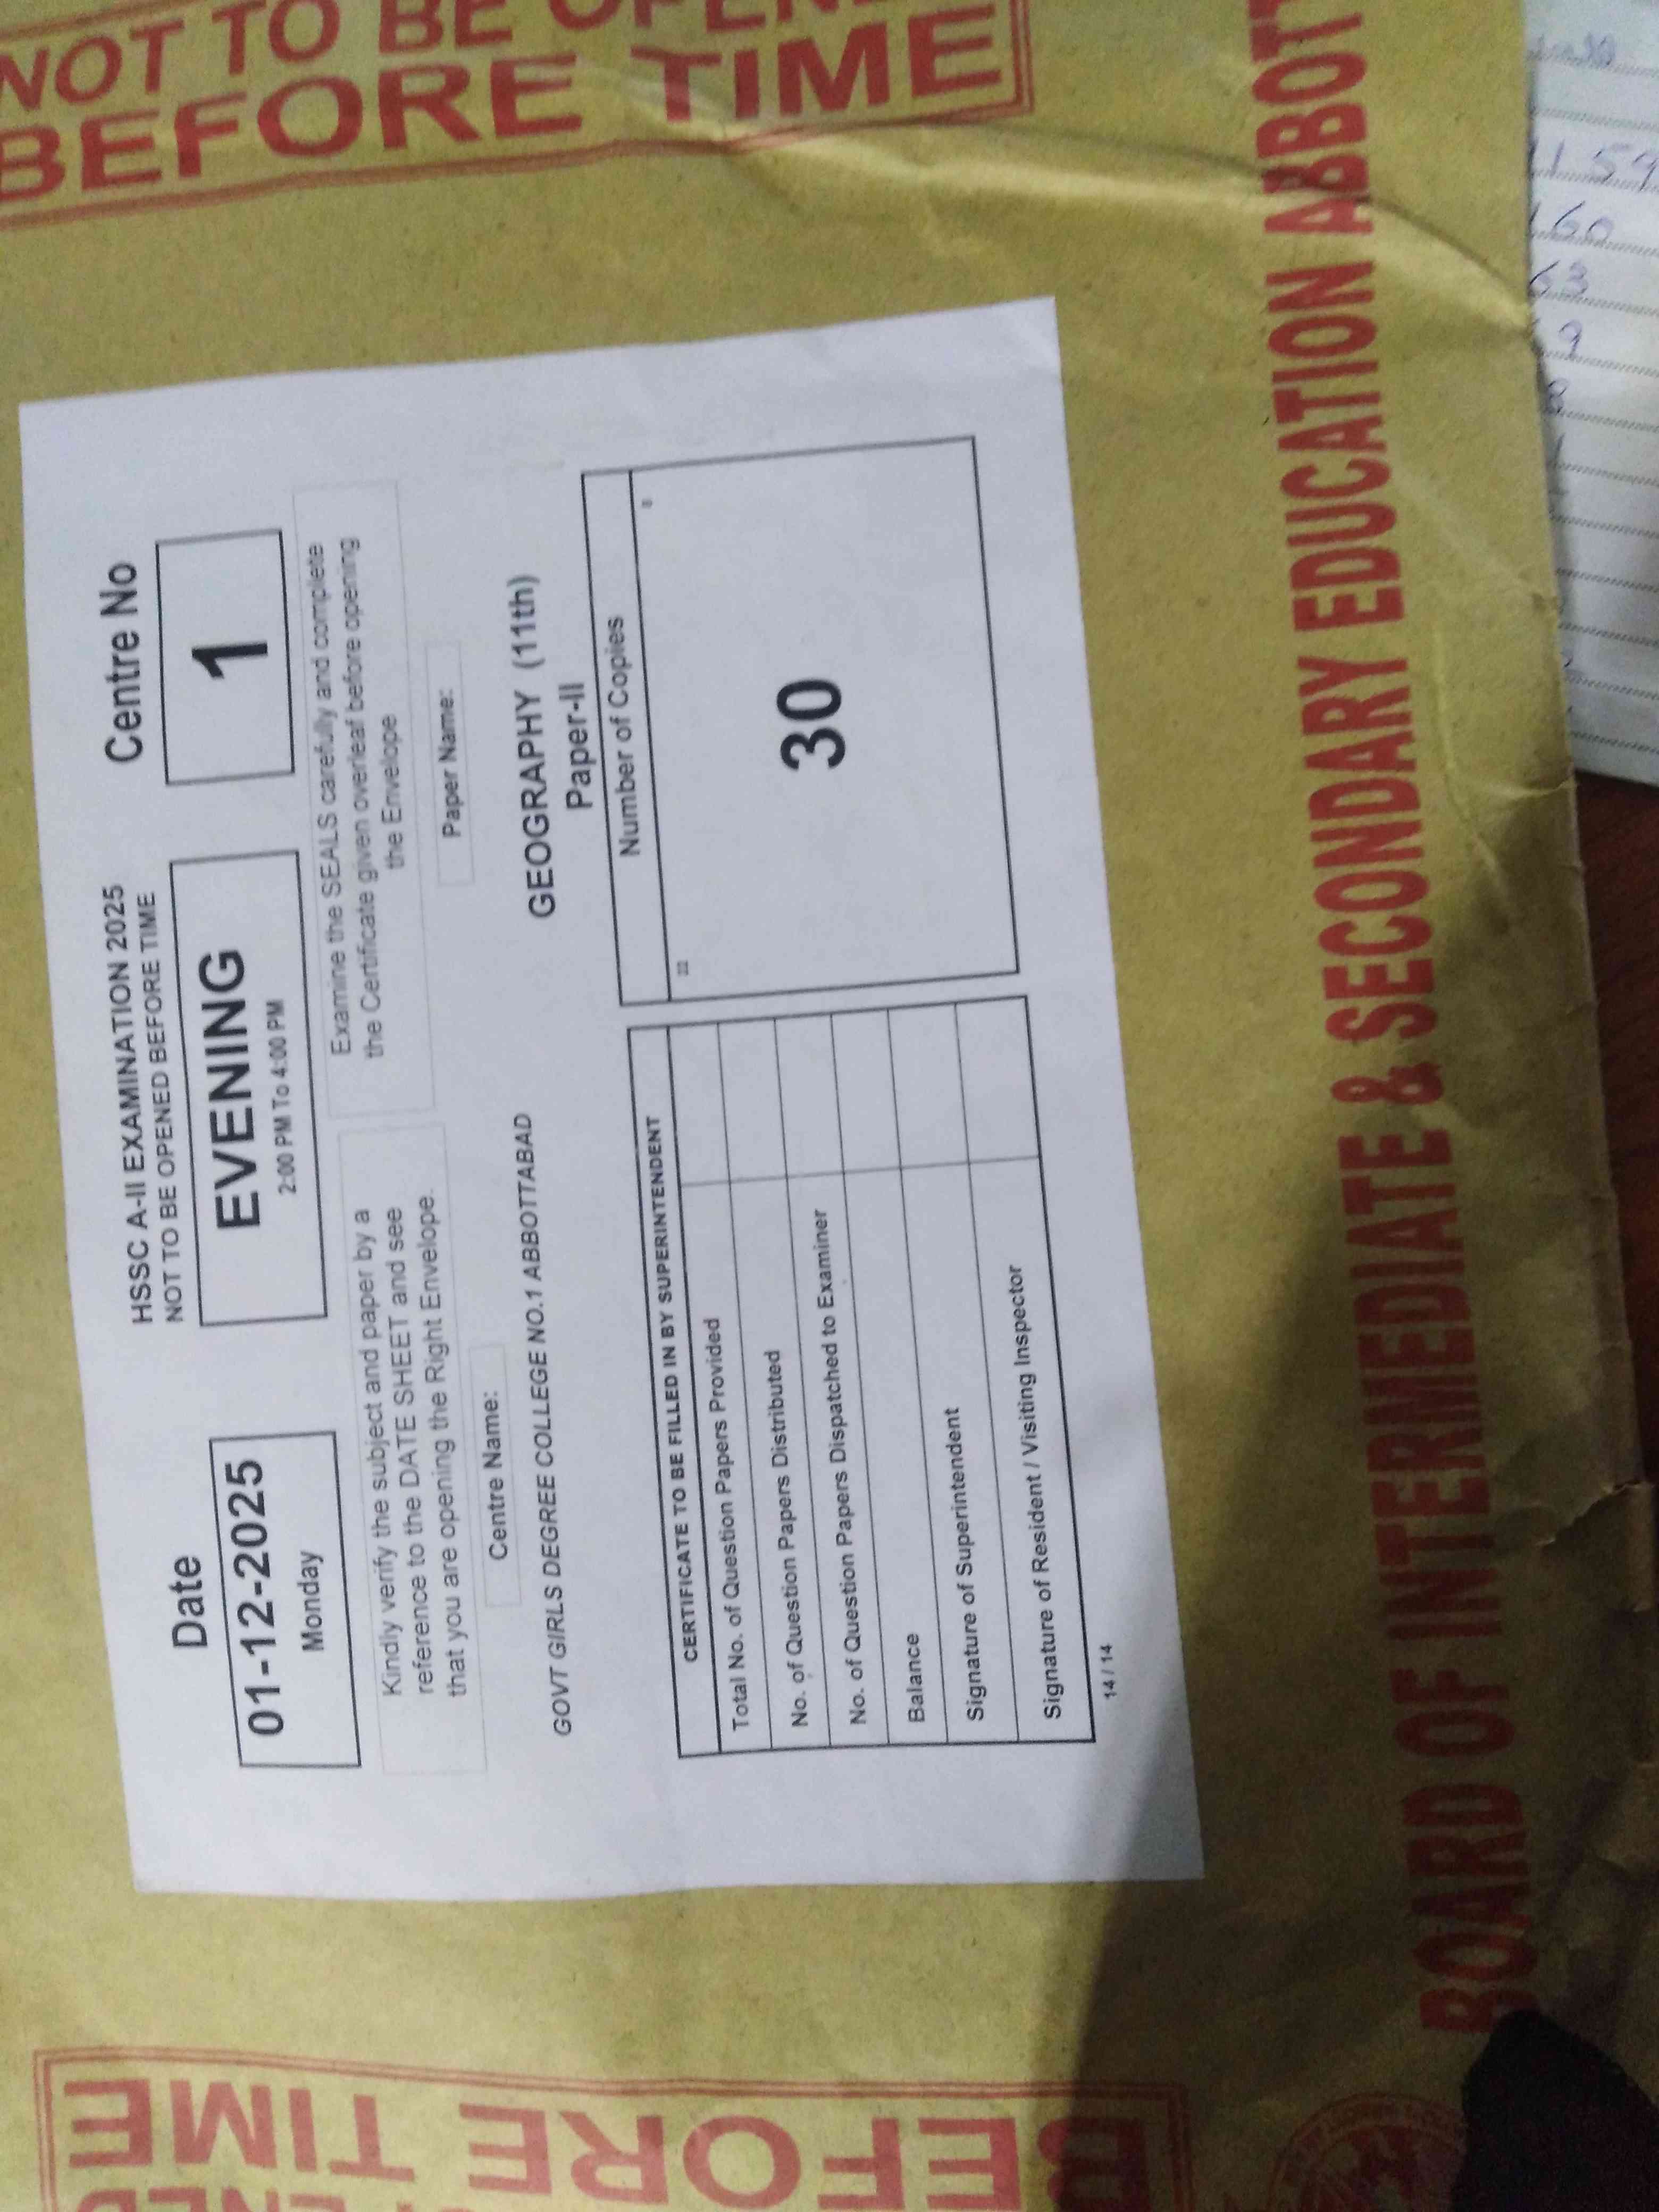 NOT TO BE
BEFORE TIME
Date
01-12-2025
Monday
HSSC A-II EXAMINATION 2025
NOT TO BE OPENED BEFORE TIME
EVENING
2:00 PM To 4:00 PM
Centre No
1
Kindly verify the subject and paper by a
reference to the DATE SHEET and see
that you are opening the Right Envelope.
Examine the SEALS carefully and complete
the Certificate given overleaf before opening
the Envelope
Centre Name:
GOVT GIRLS DEGREE COLLEGE NO.1 ABBOTTABAD
Paper Name:
GEOGRAPHY (11th)
Paper-II
CERTIFICATE TO BE FILLED IN BY SUPERINTENDENT
Total No. of Question Papers Provided
No. of Question Papers Distributed
No. of Question Papers Dispatched to Examiner
Balance
Signature of Superintendent
Signature of Resident / Visiting Inspector
Number of Copies
30
14 / 14
BOARD OF INTERMEDIATE & SECONDARY EDUCATION ABBOT
EFORE
TIME
159
160